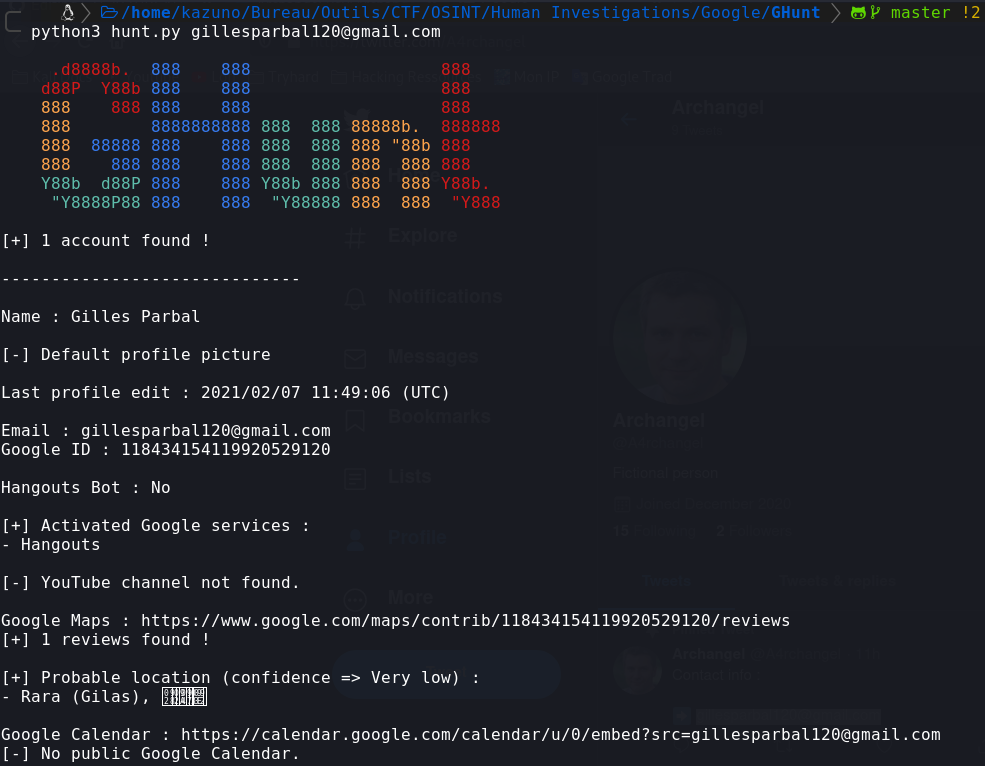 /home/kazuno/Bureau/Outils/CTF/OSINT/Human Investigations/Google/GHunt master !2
python3 hunt.py gillesparbal120@gmail.com
.d8888b. 888 888 888
d88P Y88b 888 888 888
888 888 888 888 888
888 8888888888 888 888 88888b. 888888
888 88888 888 888 888 888 888 "88b 888
888 888 888 888 888 888 888 888 888
Y88b d88P 888 888 Y88b 888 888 888 Y88b.
"Y8888P88 888 888 "Y88888 888 888 "Y888
[+] 1 account found !
------------------------------
Name : Gilles Parbal
[-] Default profile picture
Last profile edit : 2021/02/07 11:49:06 (UTC)
Email : gillesparbal120@gmail.com
Google ID : 118434154119920529120
Hangouts Bot : No
[+] Activated Google services :
- Hangouts
[-] YouTube channel not found.
Google Maps : https://www.google.com/maps/contrib/118434154119920529120/reviews
[+] 1 reviews found !
[+] Probable location (confidence => Very low) :
- Rara (Gilas),
Google Calendar : https://calendar.google.com/calendar/u/0/embed?src=gillesparbal120@gmail.com
[-] No public Google Calendar.
Archangel
Explore
Notifications
Messages
Bookmarks
Lists
Profile
More
Archangel
Fictional person
15 Following 2 Followers
Tweets
Archangel
Contact info :